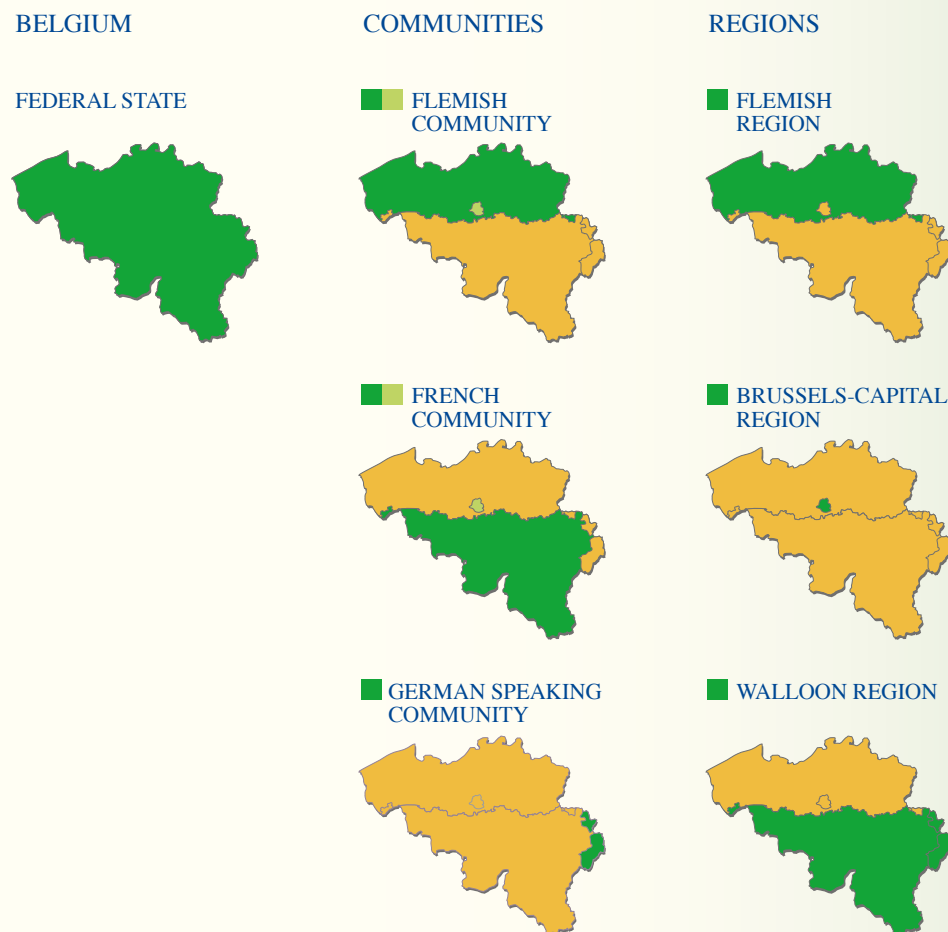 BELGIUM
COMMUNITIES
REGIONS
FEDERAL STATE
FLEMISH
COMMUNITY
FLEMISH
REGION
FRENCH
COMMUNITY
BRUSSELS-CAPITAL
REGION
GERMAN SPEAKING
COMMUNITY
WALLOON REGION